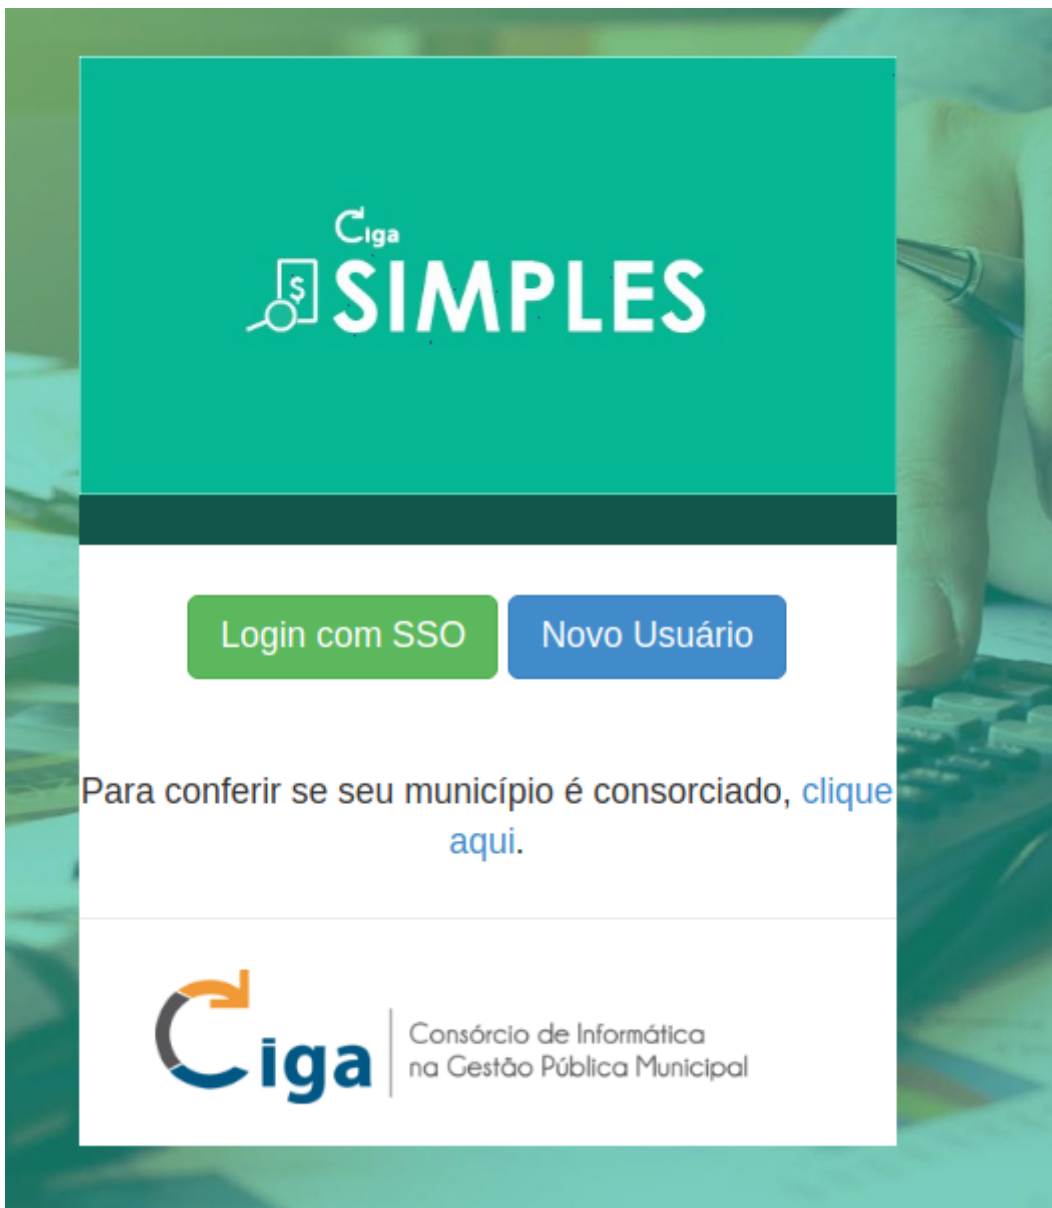 Ciga
SIMPLES
Login com SSO
Novo Usuário
Para conferir se seu município é consorciado, clique
aqui.
Ciga
Consórcio de Informática
na Gestão Pública Municipal